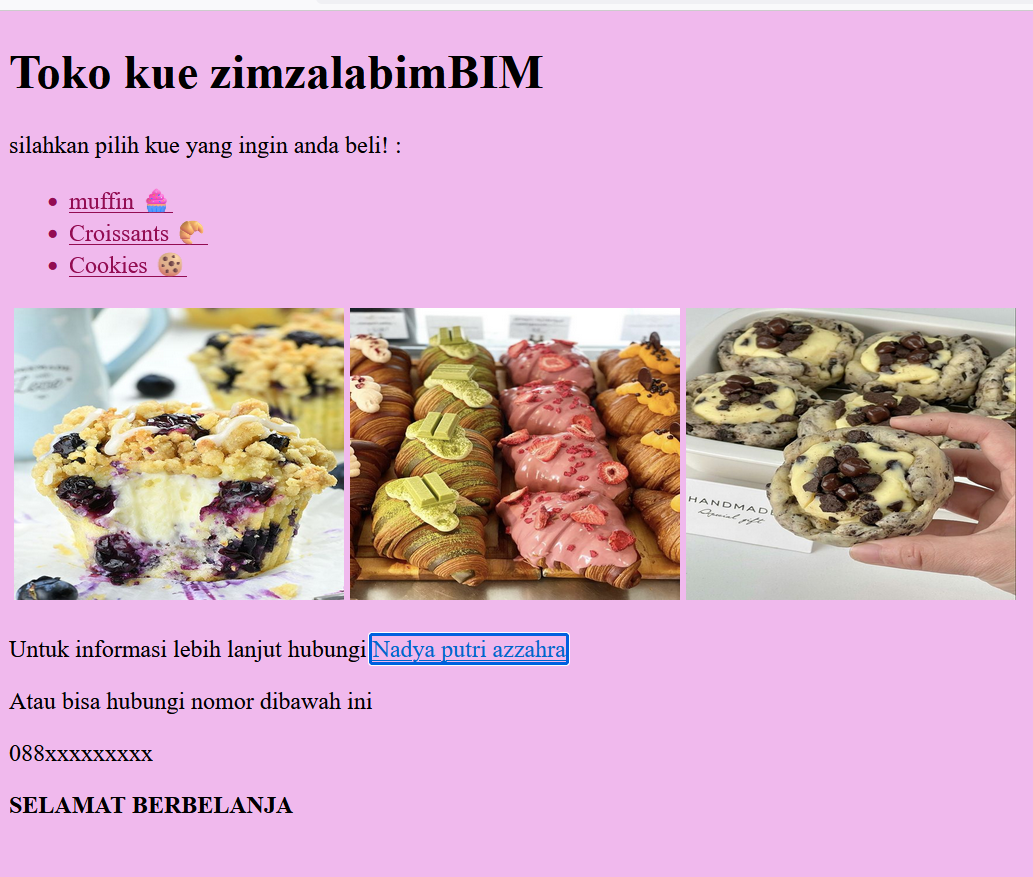 Toko kue zimzalabimBIM
silahkan pilih kue yang ingin anda beli! :
muffin 🧁
Croissants 🥐
Cookies 🍪
HANDMADE
Special gift
Untuk informasi lebih lanjut hubungi Nadya putri azzahra
Atau bisa hubungi nomor dibawah ini
088xxxxxxxxx
SELAMAT BERBELANJA